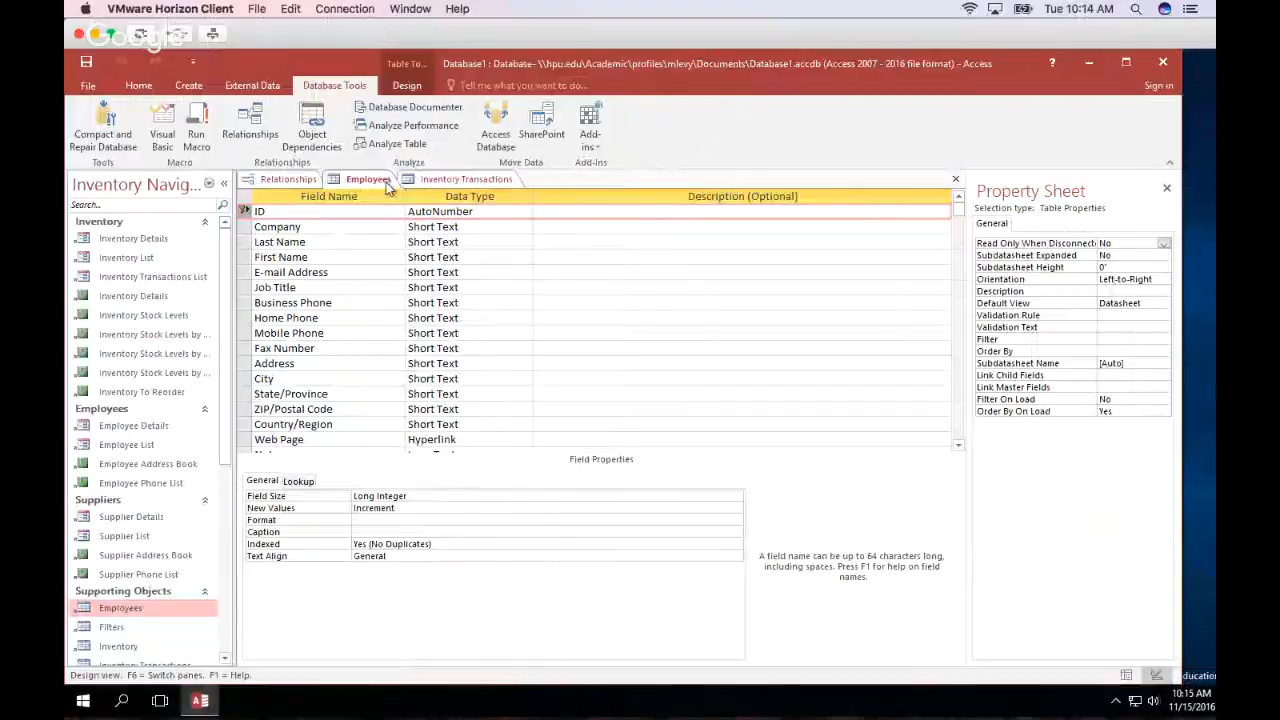 VMware Horizon Client File Edit Connection Window Help Tue 10:14 AM
Google
Table To... Database1 : Database- \\hpu.edu\Academic\profiles\mlevy\Documents\Database1.accdb (Access 2007 - 2016 file format) - Access ?
File Home Create External Data Database Tools Design Tell me what you want to do... Sign in
Compact and Repair Database
Visual Basic
Run Macro
Relationships
Object Dependencies
Database Documenter
Analyze Performance
Analyze Table
Access Database
SharePoint
Add-ins
Tools Macro Relationships Analyze Move Data Add-Ins
Inventory Navig...
Search...
Inventory
Inventory Details
Inventory List
Inventory Transactions List
Inventory Details
Inventory Stock Levels
Inventory Stock Levels by ...
Inventory Stock Levels by ...
Inventory Stock Levels by ...
Inventory To Reorder
Employees
Employee Details
Employee List
Employee Address Book
Employee Phone List
Suppliers
Supplier Details
Supplier List
Supplier Address Book
Supplier Phone List
Supporting Objects
Employees
Filters
Inventory
Inventory Transactions
Relationships Employees Inventory Transactions
Field Name Data Type Description (Optional)
ID AutoNumber
Company Short Text
Last Name Short Text
First Name Short Text
E-mail Address Short Text
Job Title Short Text
Business Phone Short Text
Home Phone Short Text
Mobile Phone Short Text
Fax Number Short Text
Address Short Text
City Short Text
State/Province Short Text
ZIP/Postal Code Short Text
Country/Region Short Text
Web Page Hyperlink
Field Properties
General Lookup
Field Size Long Integer
New Values Increment
Format
Caption
Indexed Yes (No Duplicates)
Text Align General
A field name can be up to 64 characters long,
including spaces. Press F1 for help on field
names.
Property Sheet
Selection type: Table Properties
General
Read Only When Disconnect No
Subdatasheet Expanded No
Subdatasheet Height 0"
Orientation Left-to-Right
Description
Default View Datasheet
Validation Rule
Validation Text
Filter
Order By
Subdatasheet Name [Auto]
Link Child Fields
Link Master Fields
Filter On Load No
Order By On Load Yes
Design view. F6 = Switch panes. F1 = Help.
ducation
10:15 AM
11/15/2016